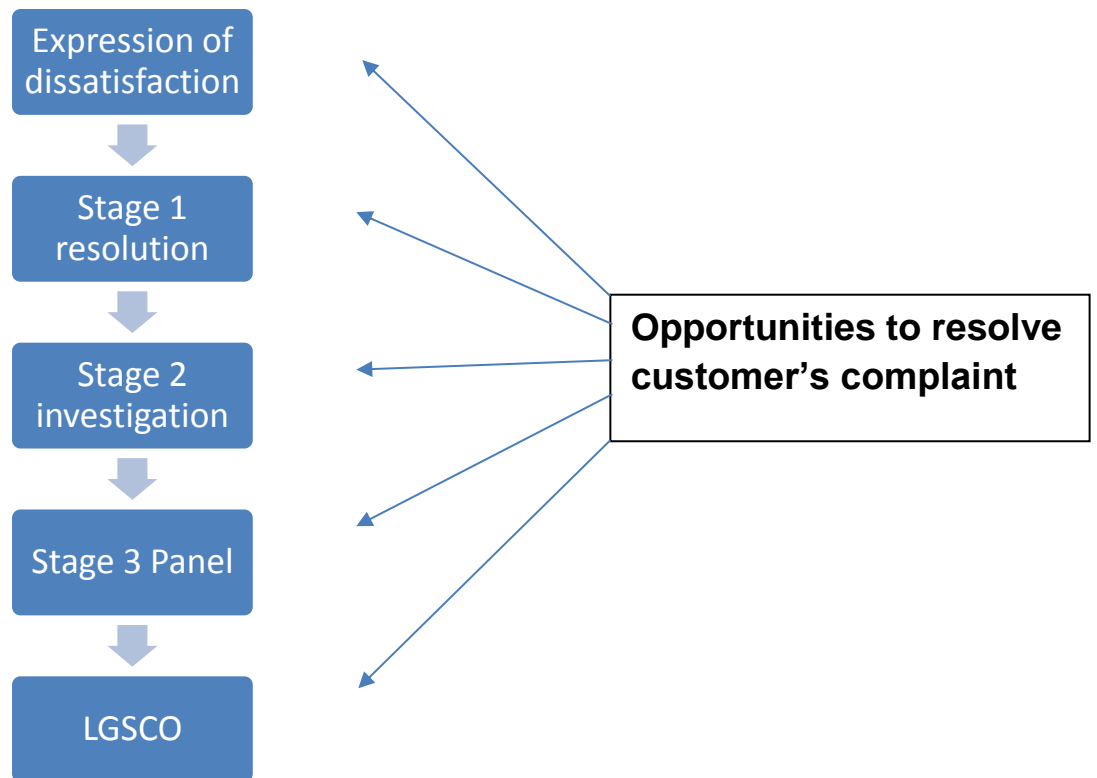 Expression of
dissatisfaction
Stage 1
resolution
Stage 2
investigation
Stage 3 Panel
LGSCO
Opportunities to resolve
customer’s complaint